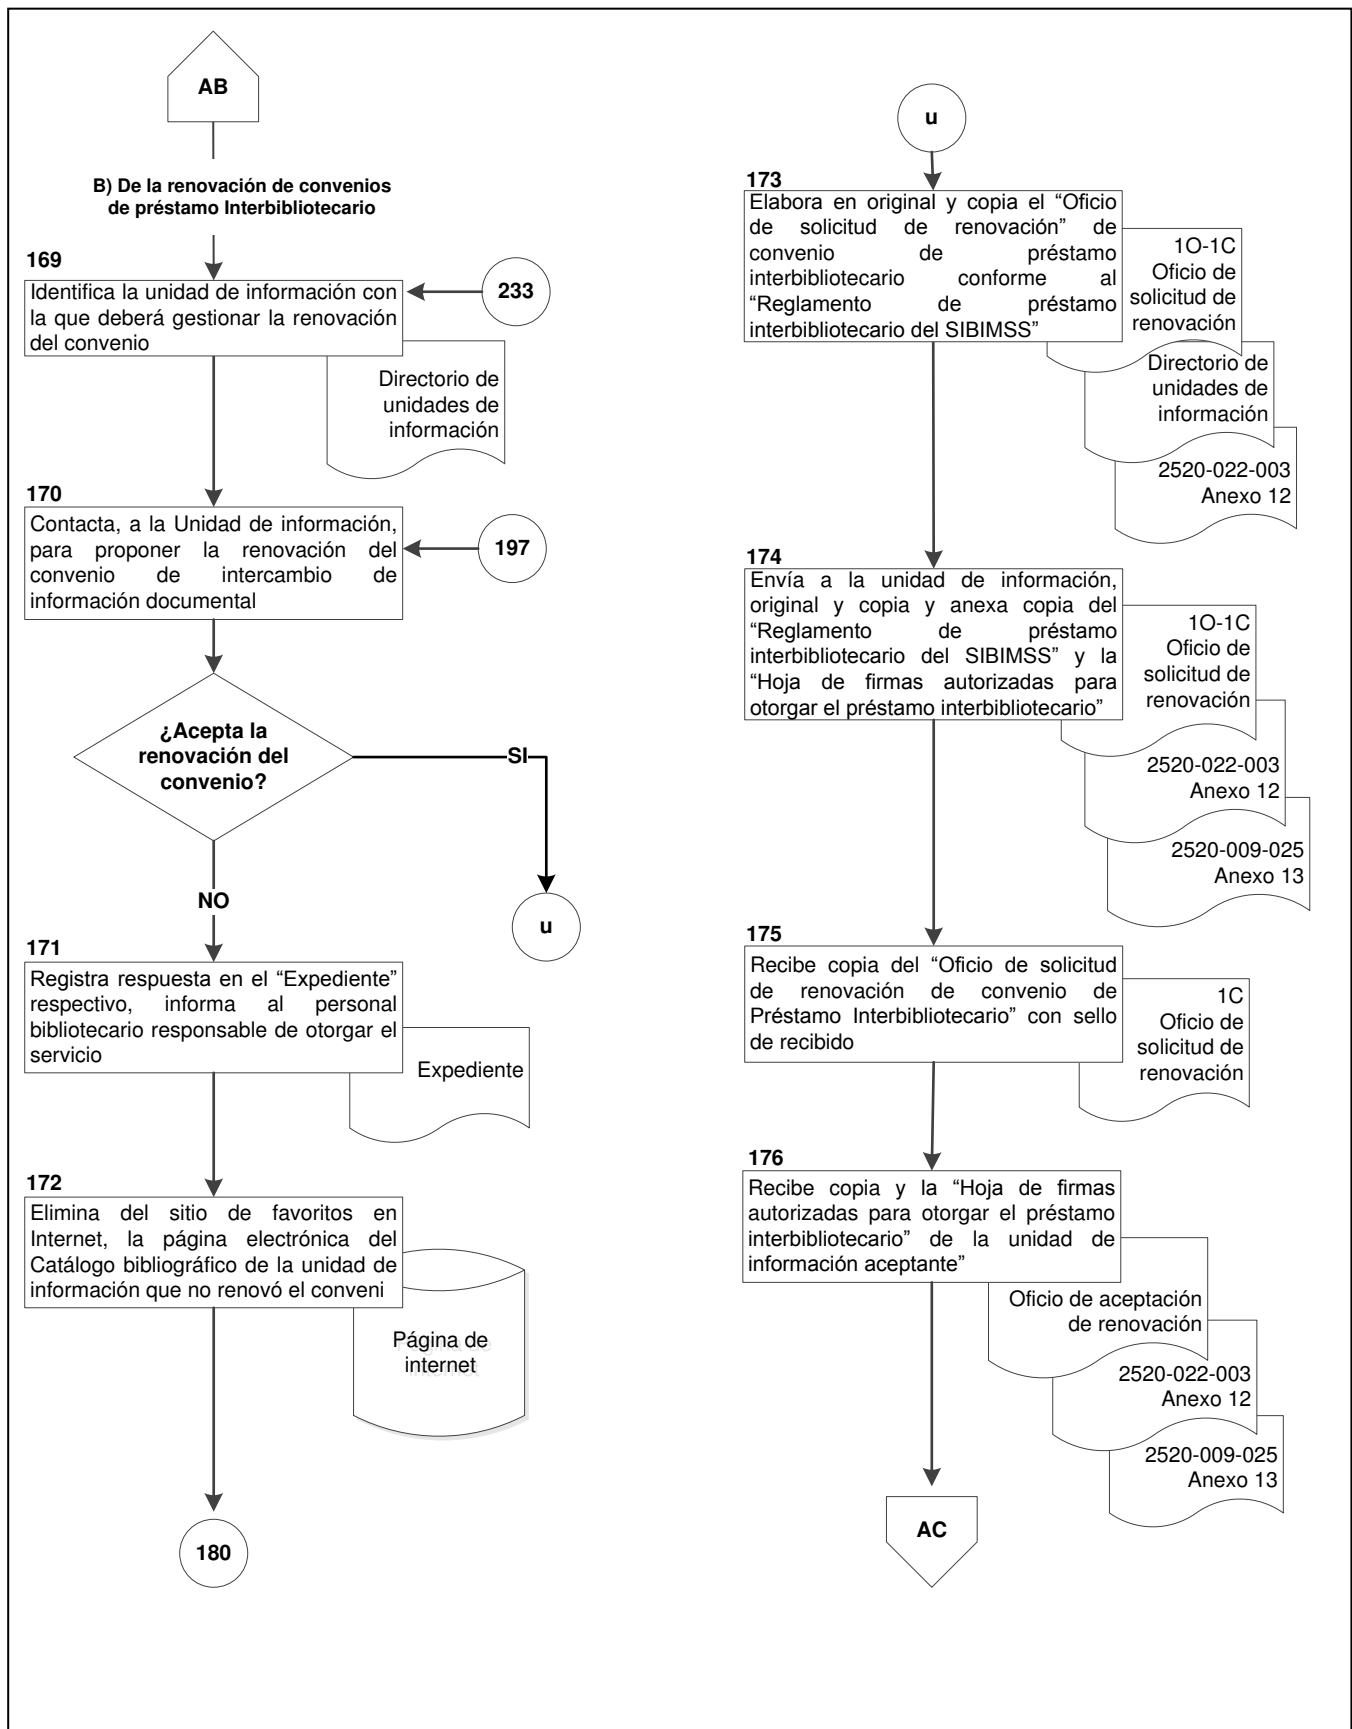 AB
B) De la renovación de convenios
de préstamo Interbibliotecario
169
Identifica la unidad de información con
la que deberá gestionar la renovación
del convenio
233
Directorio de
unidades de
información
170
Contacta, a la Unidad de información,
para proponer la renovación del
convenio de intercambio de
información documental
197
¿Acepta la
renovación del
convenio?
SI
u
NO
171
Registra respuesta en el “Expediente”
respectivo, informa al personal
bibliotecario responsable de otorgar el
servicio
Expediente
172
Elimina del sitio de favoritos en
Internet, la página electrónica del
Catálogo bibliográfico de la unidad de
información que no renovó el conveni
Página de
internet
180
u
173
Elabora en original y copia el “Oficio
de solicitud de renovación” de
convenio de préstamo
interbibliotecario conforme al
“Reglamento de préstamo
interbibliotecario del SIBIMSS”
1O-1C
Oficio de
solicitud de
renovación
Directorio de
unidades de
información
2520-022-003
Anexo 12
174
Envía a la unidad de información,
original y copia y anexa copia del
“Reglamento de préstamo
interbibliotecario del SIBIMSS” y la
“Hoja de firmas autorizadas para
otorgar el préstamo interbibliotecario”
1O-1C
Oficio de
solicitud de
renovación
2520-022-003
Anexo 12
2520-009-025
Anexo 13
175
Recibe copia del “Oficio de solicitud
de renovación de convenio de
Préstamo Interbibliotecario” con sello
de recibido
1C
Oficio de
solicitud de
renovación
176
Recibe copia y la “Hoja de firmas
autorizadas para otorgar el préstamo
interbibliotecario” de la unidad de
información aceptante”
Oficio de aceptación
de renovación
2520-022-003
Anexo 12
2520-009-025
Anexo 13
AC